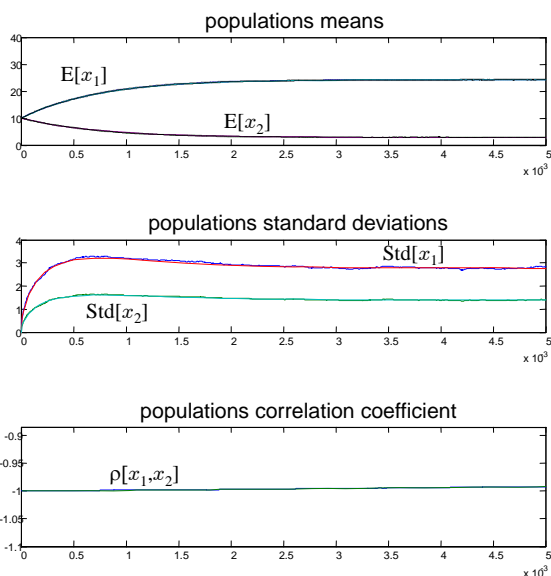 populations means
40
30
20
10
0
E[x₁]
E[x₂]
0 0.5 1 1.5 2 2.5 3 3.5 4 4.5 5
x 10³
populations standard deviations
4
3
2
1
0
Std[x₁]
Std[x₂]
0 0.5 1 1.5 2 2.5 3 3.5 4 4.5 5
x 10³
populations correlation coefficient
-0.9
-0.95
-1
-1.05
-1.1
ρ[x₁,x₂]
0 0.5 1 1.5 2 2.5 3 3.5 4 4.5 5
x 10³